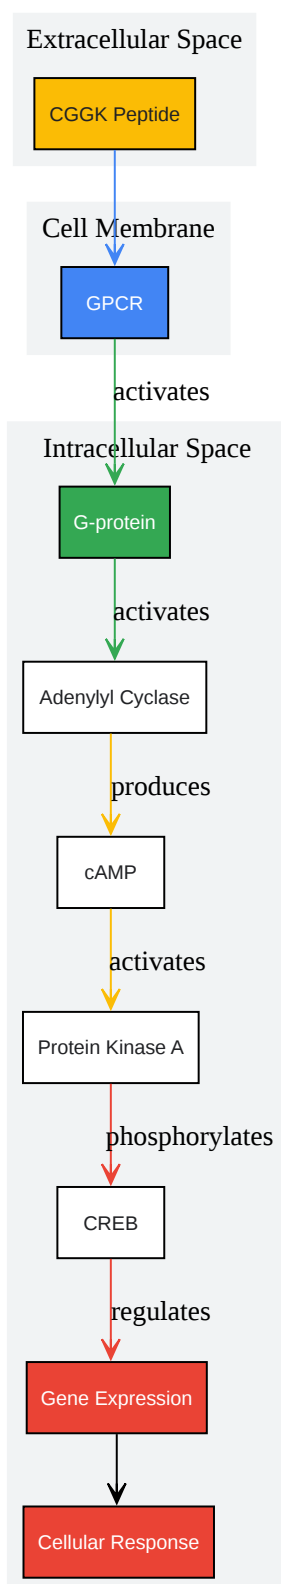 Extracellular Space
CGGK Peptide
Cell Membrane
GPCR
activates
Intracellular Space
G-protein
activates
Adenylyl Cyclase
produces
cAMP
activates
Protein Kinase A
phosphorylates
CREB
regulates
Gene Expression
Cellular Response